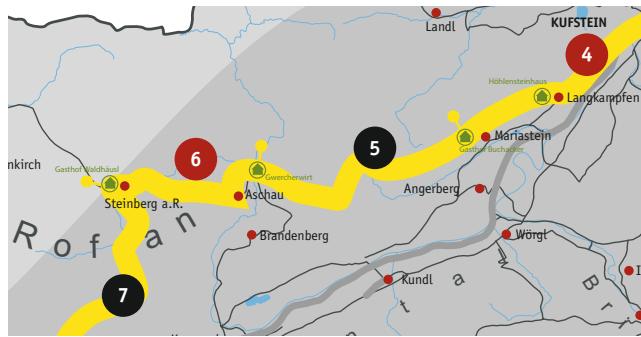 Landl
KUFSTEIN
4
Höhlensteinhaus
Langkampfen
5
Mariastein
Gasthof Buchacker
6
Gasthof Waldhäusl
Gwercherwirt
Angerberg
Steinberg a.R.
Aschau
Rofan
Brandenberg
Wörgl
Kundl
7